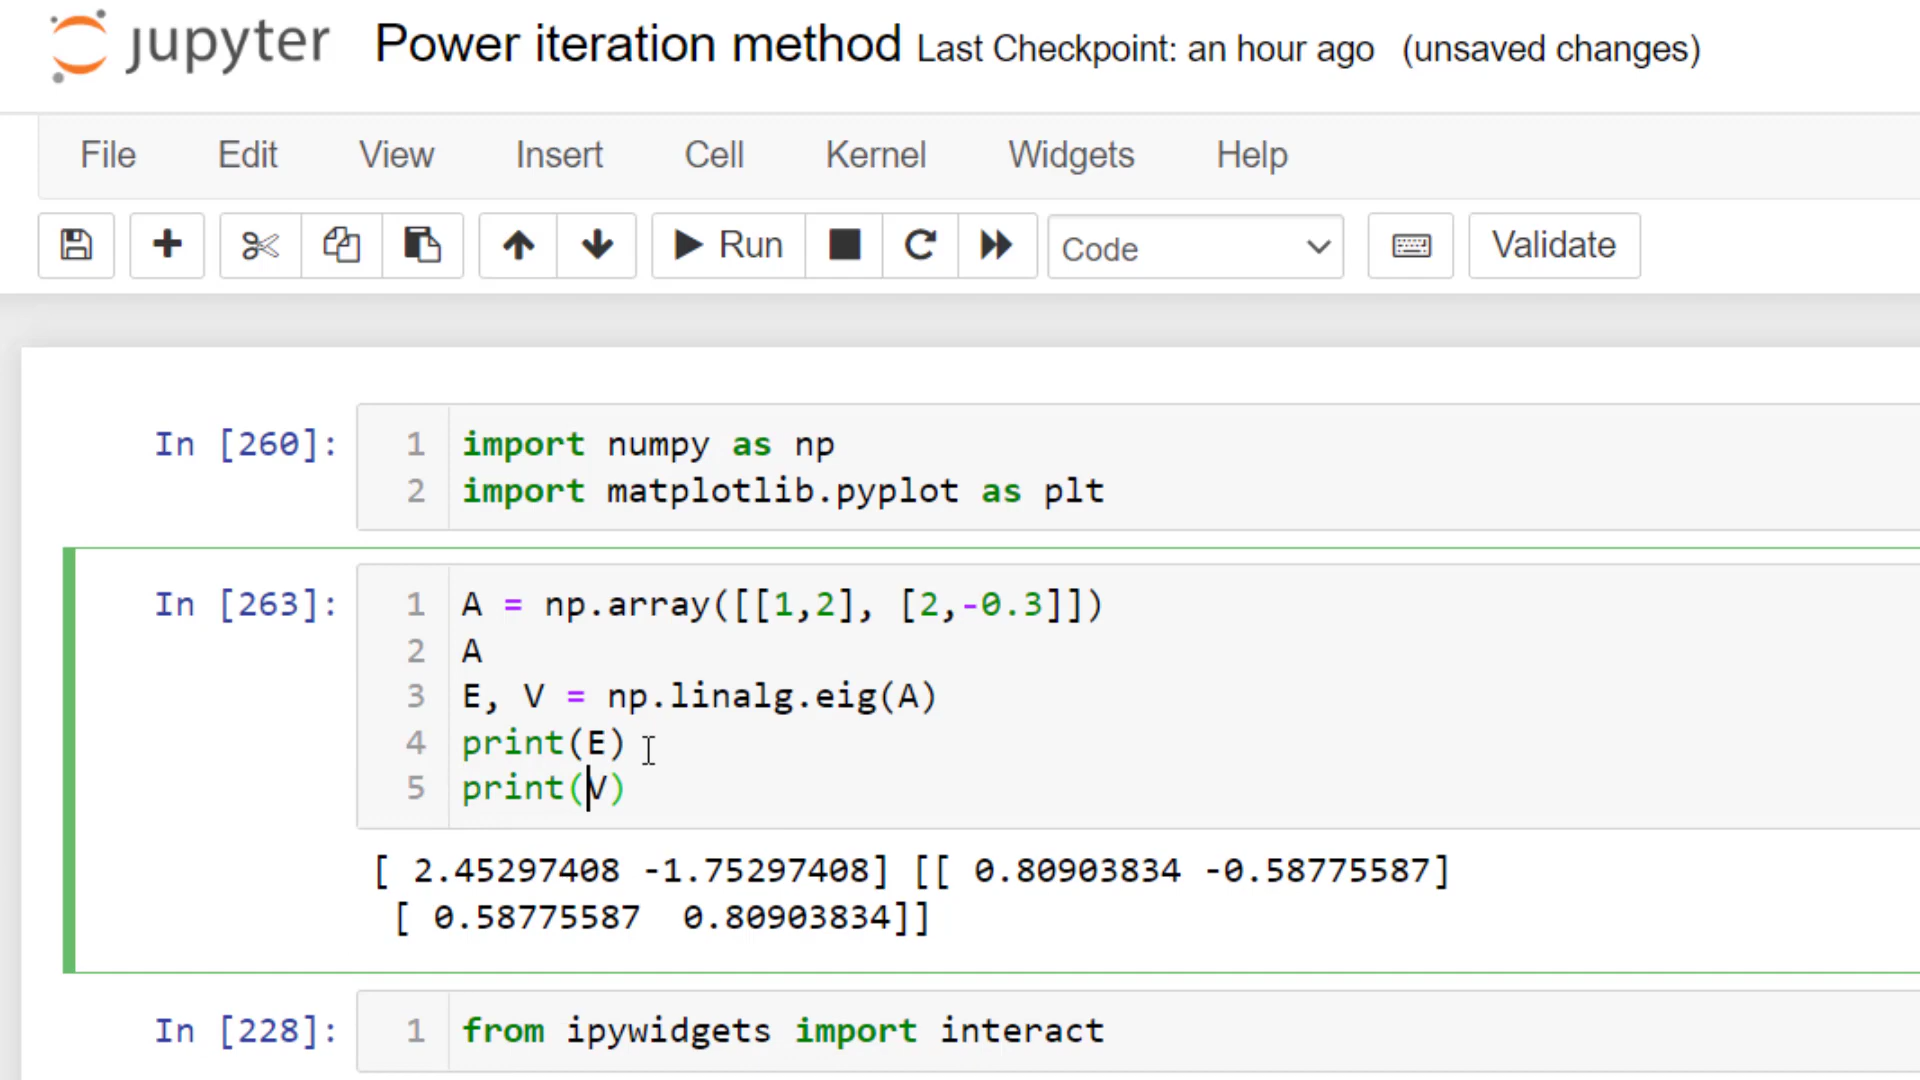 jupyter Power iteration method Last Checkpoint: an hour ago (unsaved changes)
File Edit View Insert Cell Kernel Widgets Help
Run Code Validate
In [260]: 1 import numpy as np
2 import matplotlib.pyplot as plt
In [263]: 1 A = np.array([[1,2], [2,-0.3]])
2 A
3 E, V = np.linalg.eig(A)
4 print(E)
5 print(V)
[ 2.45297408 -1.75297408] [[ 0.80903834 -0.58775587]
[ 0.58775587 0.80903834]]
In [228]: 1 from ipywidgets import interact